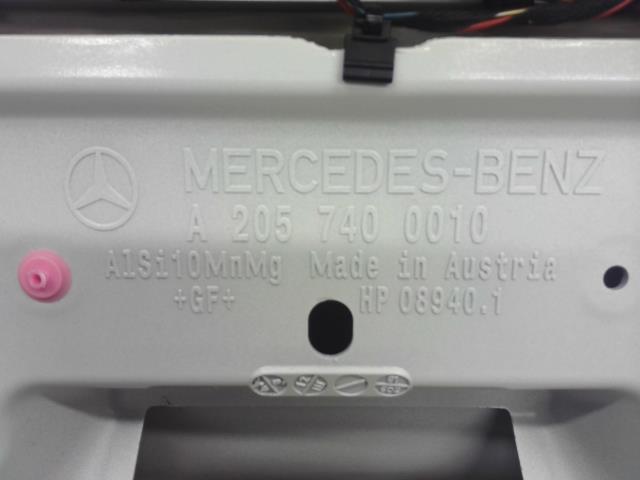 MERCEDES-BENZ
A 205 740 0010
AlSi10MnMg Made in Austria
+GF+ HP 08940.1